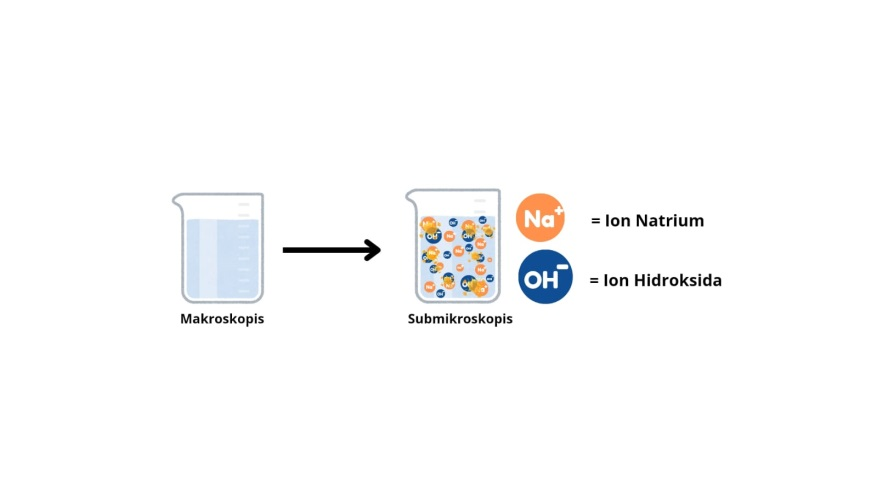 Na+
= Ion Natrium
OH−
= Ion Hidroksida
Makroskopis
Submikroskopis